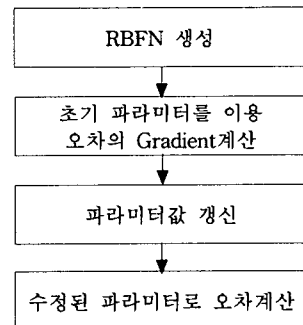 RBFN 생성
초기 파라미터를 이용
오차의 Gradient계산
파라미터값 갱신
수정된 파라미터로 오차계산